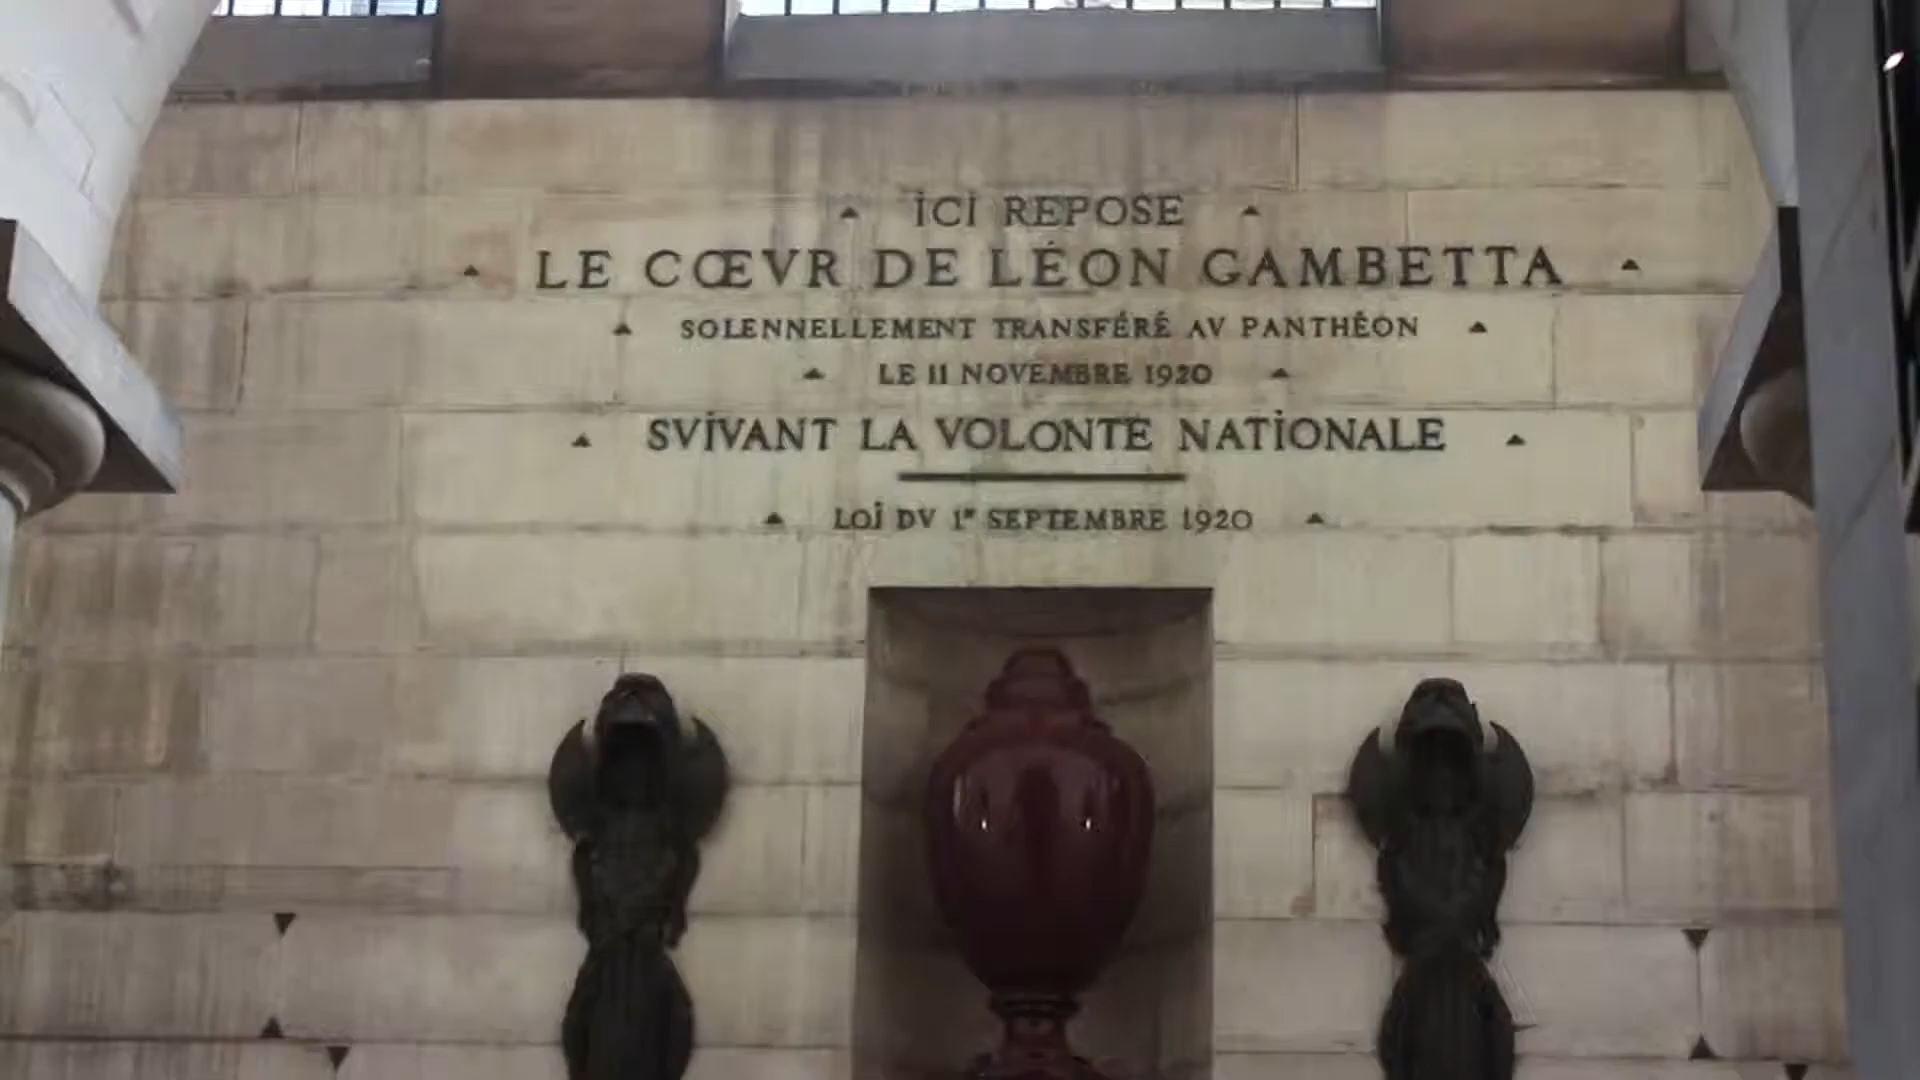 ICI REPOSE
LE CŒVR DE LÉON GAMBETTA
SOLENNELLEMENT TRANSFÉRÉ AV PANTHÉON
LE 11 NOVEMBRE 1920
SVIVANT LA VOLONTÉ NATIONALE
LOI DV 1ER SEPTEMBRE 1920